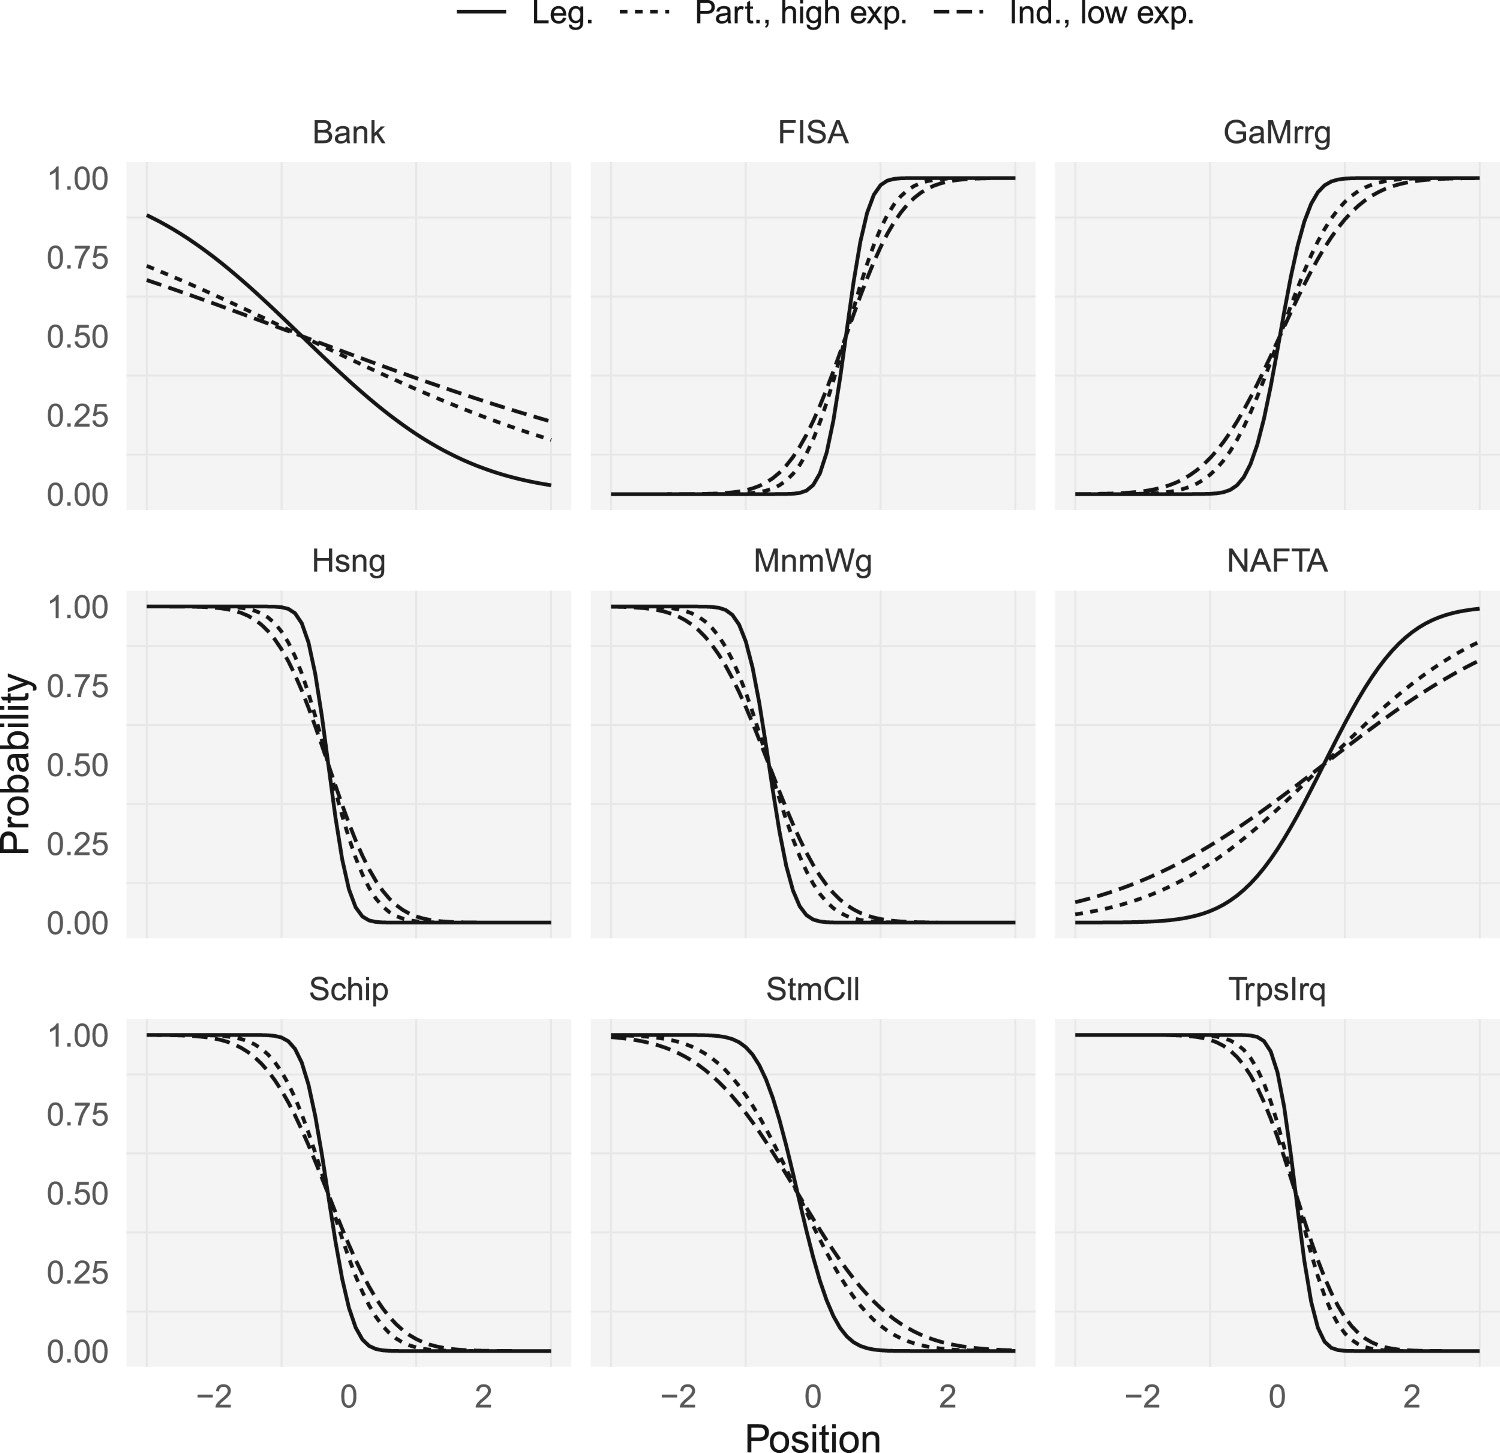 Leg. Part., high exp. Ind., low exp.
Bank FISA GaMrrg
1.00
0.75
0.50
0.25
0.00
Hsng MnmWg NAFTA
1.00
0.75
0.50
0.25
0.00
Probability
Schip StmCll TrpsIrq
1.00
0.75
0.50
0.25
0.00
−2 0 2 −2 0 2 −2 0 2
Position